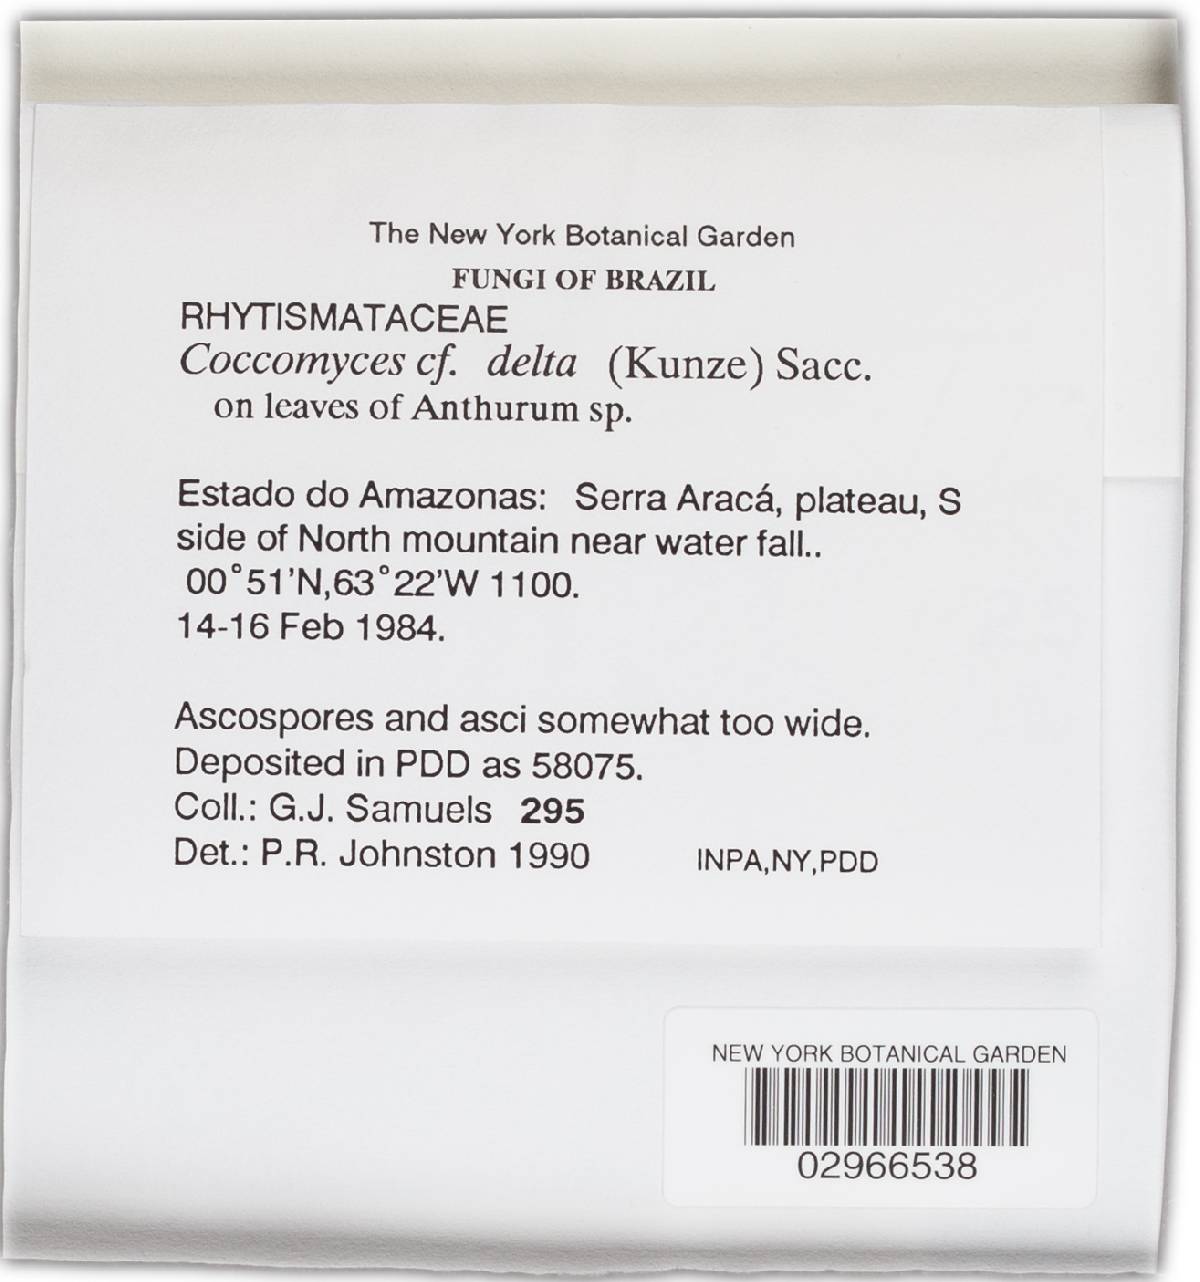 The New York Botanical Garden
FUNGI OF BRAZIL
RHYTISMATACEAE
Coccomyces cf. delta (Kunze) Sacc.
on leaves of Anthurum sp.
Estado do Amazonas: Serra Aracá, plateau, S
side of North mountain near water fall..
00°51'N,63°22'W 1100.
14-16 Feb 1984.
Ascospores and asci somewhat too wide.
Deposited in PDD as 58075.
Coll.: G.J. Samuels 295
Det.: P.R. Johnston 1990 INPA,NY,PDD
NEW YORK BOTANICAL GARDEN
02966538